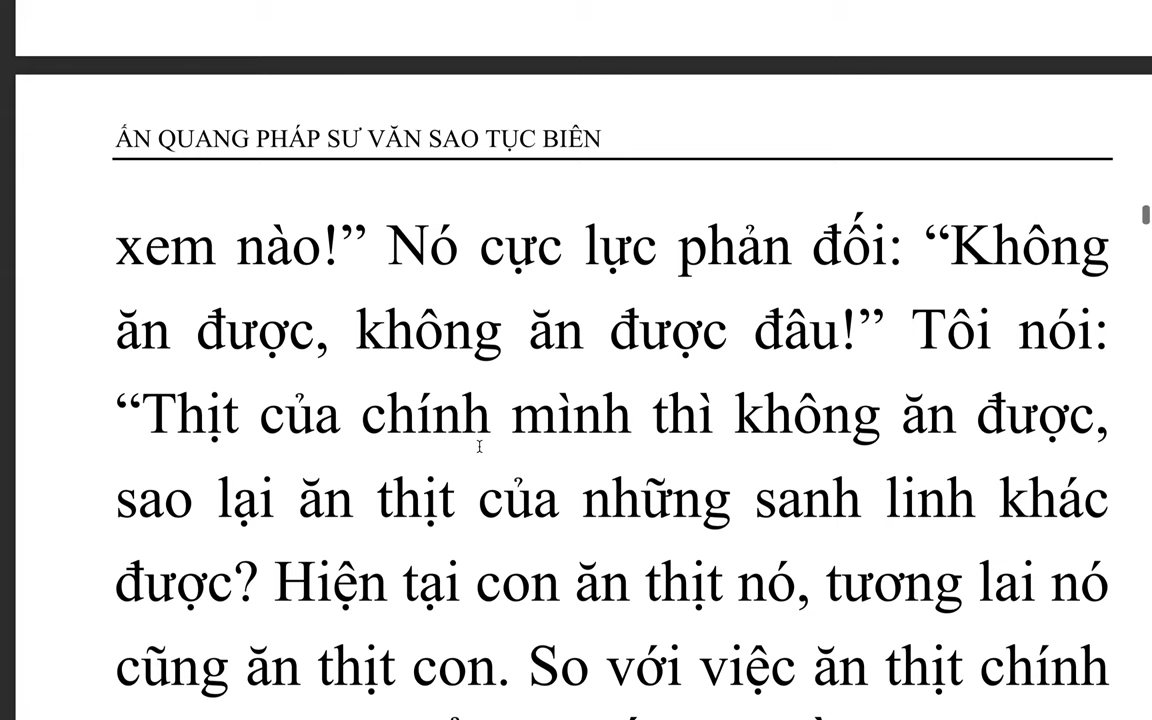 ẤN QUANG PHÁP SƯ VĂN SAO TỤC BIÊN
xem nào!” Nó cực lực phản đối: “Không
ăn được, không ăn được đâu!” Tôi nói:
“Thịt của chính mình thì không ăn được,
sao lại ăn thịt của những sanh linh khác
được? Hiện tại con ăn thịt nó, tương lai nó
cũng ăn thịt con. So với việc ăn thịt chính